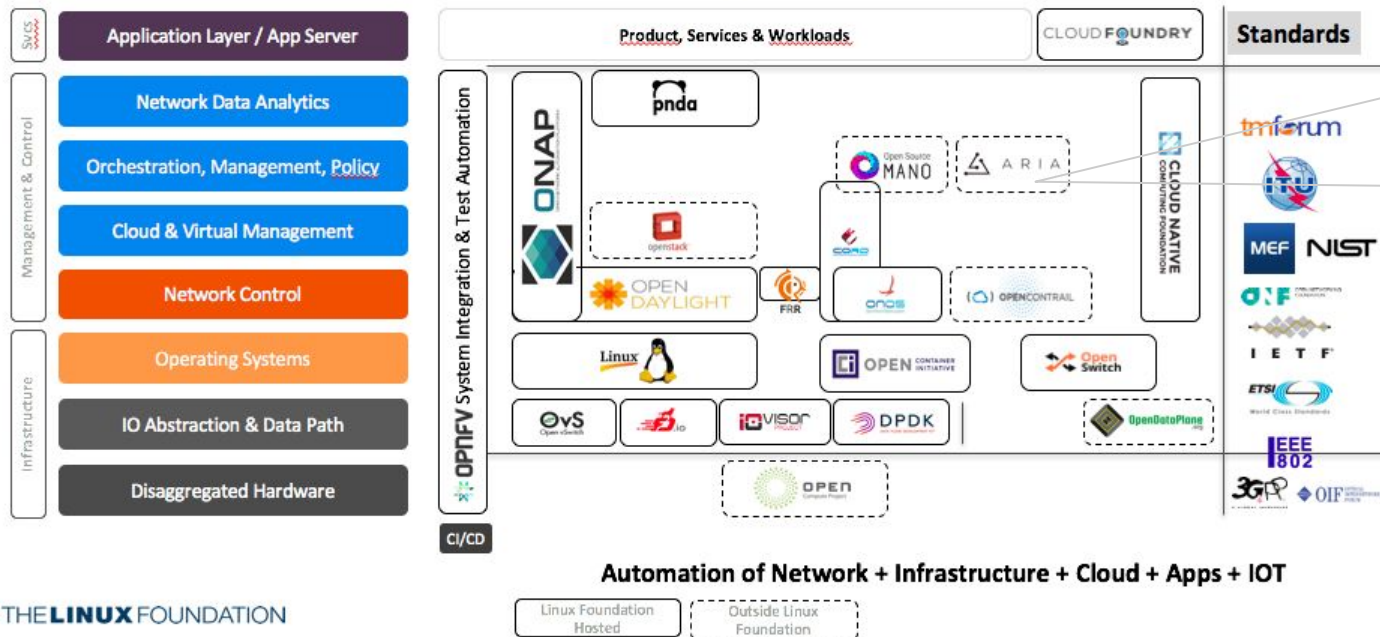 Svcs
Application Layer / App Server
Product, Services & Workloads
CLOUD FOUNDRY
Standards
Management & Control
Network Data Analytics
Orchestration, Management, Policy
Cloud & Virtual Management
Network Control
Infrastructure
Operating Systems
IO Abstraction & Data Path
Disaggregated Hardware
OPNFV System Integration & Test Automation
CI/CD
ONAP
pnda
Open Source
MANO
ARIA
openstack
CORD
OPEN
DAYLIGHT
FRR
ONOS
OPENCONTRAIL
CLOUD NATIVE
COMPUTING FOUNDATION
Linux
OPEN CONTAINER
INITIATIVE
Open
Switch
OvS
Open vSwitch
.io
iOVISOR
PROJECT
DPDK
OpenDataPlane
.org
OPEN
Compute Project
tmforum
ITU
MEF
NIST
ONF
IETF
ETSI
World Class Standards
IEEE
802
3GPP
OIF
Automation of Network + Infrastructure + Cloud + Apps + IOT
THE LINUX FOUNDATION
Linux Foundation
Hosted
Outside Linux
Foundation